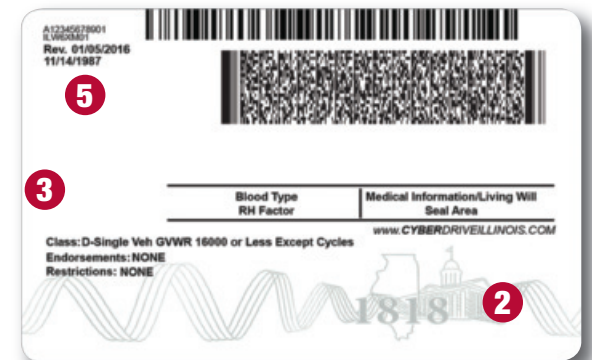 A12345678901
ILW6XM01
Rev. 01/05/2016
11/14/1987
5
3
Blood Type
RH Factor
Medical Information/Living Will
Seal Area
www.CYBERDRIVEILLINOIS.COM
Class:D-Single Veh GVWR 16000 or Less Except Cycles
Endorsements:NONE
Restrictions: NONE
1818
2